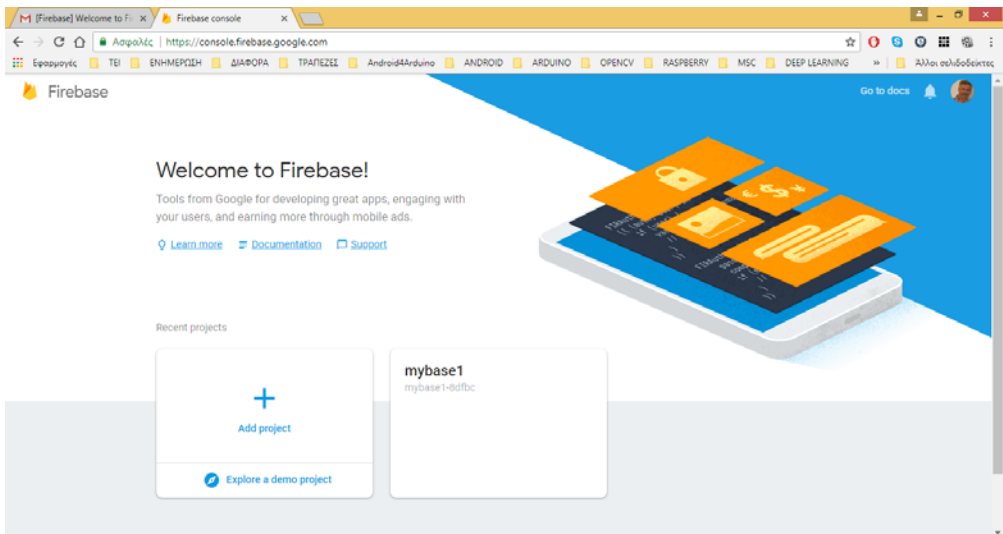 [Firebase] Welcome to Fi
Firebase console
Ασφαλές | https://console.firebase.google.com
Εφαρμογές TEI ΕΝΗΜΕΡΩΣΗ ΔΙΑΦΟΡΑ ΤΡΑΠΕΖΕΣ Android4Arduino ANDROID ARDUINO OPENCV RASPBERRY MSC DEEP LEARNING » Άλλοι σελιδοδείκτες
Firebase
Go to docs
Welcome to Firebase!
Tools from Google for developing great apps, engaging with
your users, and earning more through mobile ads.
Learn more Documentation Support
Recent projects
Add project
Explore a demo project
mybase1
mybase1-8dfbc